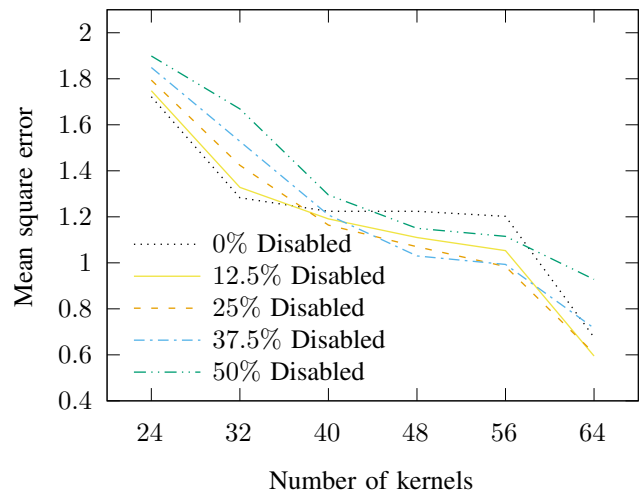 2
1.8
1.6
1.4
1.2
1
0.8
0.6
0.4
Mean square error
0% Disabled
12.5% Disabled
25% Disabled
37.5% Disabled
50% Disabled
24 32 40 48 56 64
Number of kernels